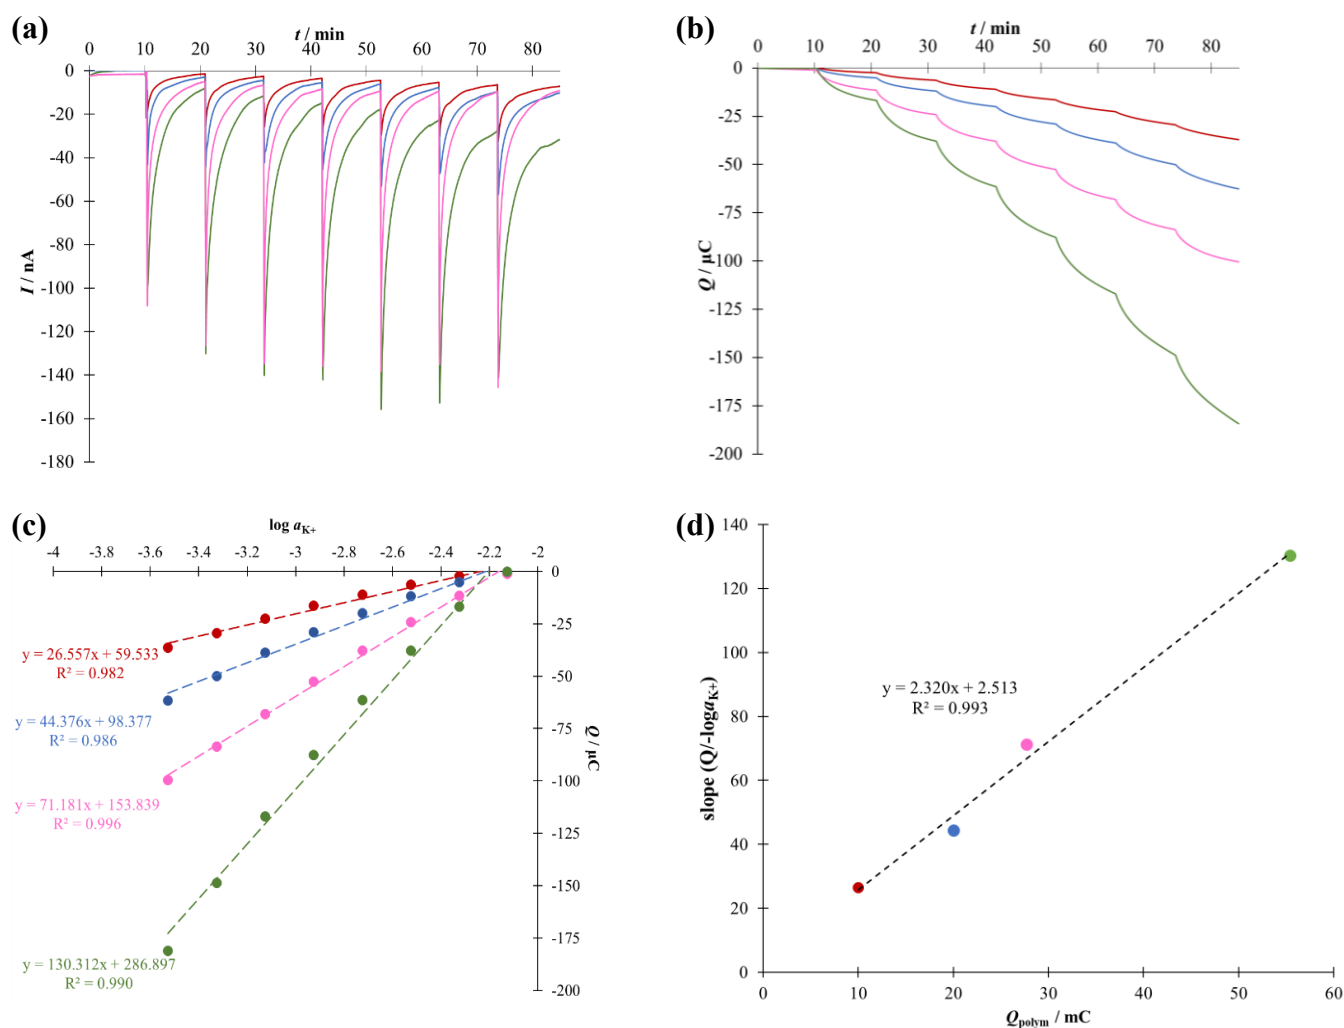 (a)
t / min
0 10 20 30 40 50 60 70 80
0
-20
-40
-60
-80
-100
-120
-140
-160
-180
I / nA
(b)
t / min
0 10 20 30 40 50 60 70 80
0
-25
-50
-75
-100
-125
-150
-175
-200
Q / µC
(c)
log aK+
-4 -3.8 -3.6 -3.4 -3.2 -3 -2.8 -2.6 -2.4 -2.2 -2
0
-25
-50
-75
-100
-125
-150
-175
-200
Q / µC
y = 26.557x + 59.533
R² = 0.982
y = 44.376x + 98.377
R² = 0.986
y = 71.181x + 153.839
R² = 0.996
y = 130.312x + 286.897
R² = 0.990
(d)
140
120
100
80
60
40
20
0
slope (Q/-logaK+)
y = 2.320x + 2.513
R² = 0.993
0 10 20 30 40 50 60
Qpolym / mC